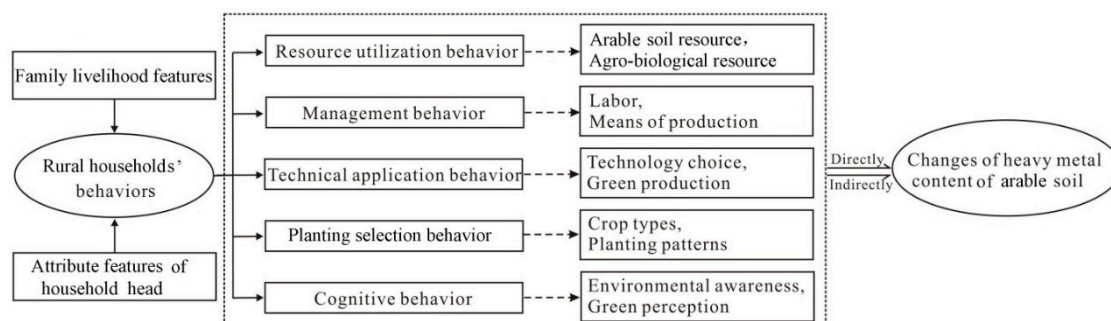 Family livelihood features
Rural households'
behaviors
Attribute features of
household head
Resource utilization behavior
Arable soil resource,
Agro-biological resource
Management behavior
Labor,
Means of production
Technical application behavior
Technology choice,
Green production
Planting selection behavior
Crop types,
Planting patterns
Cognitive behavior
Environmental awareness,
Green perception
Directly
Indirectly
Changes of heavy metal
content of arable soil